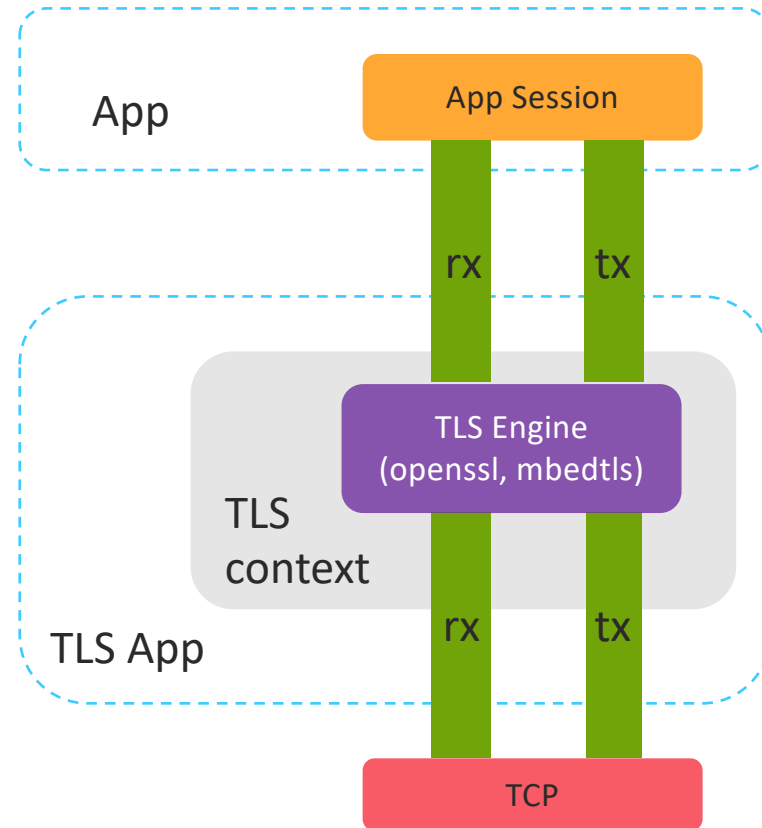 App Session
App
rx
tx
TLS Engine
(openssl, mbedtls)
TLS
context
rx
tx
TLS App
TCP